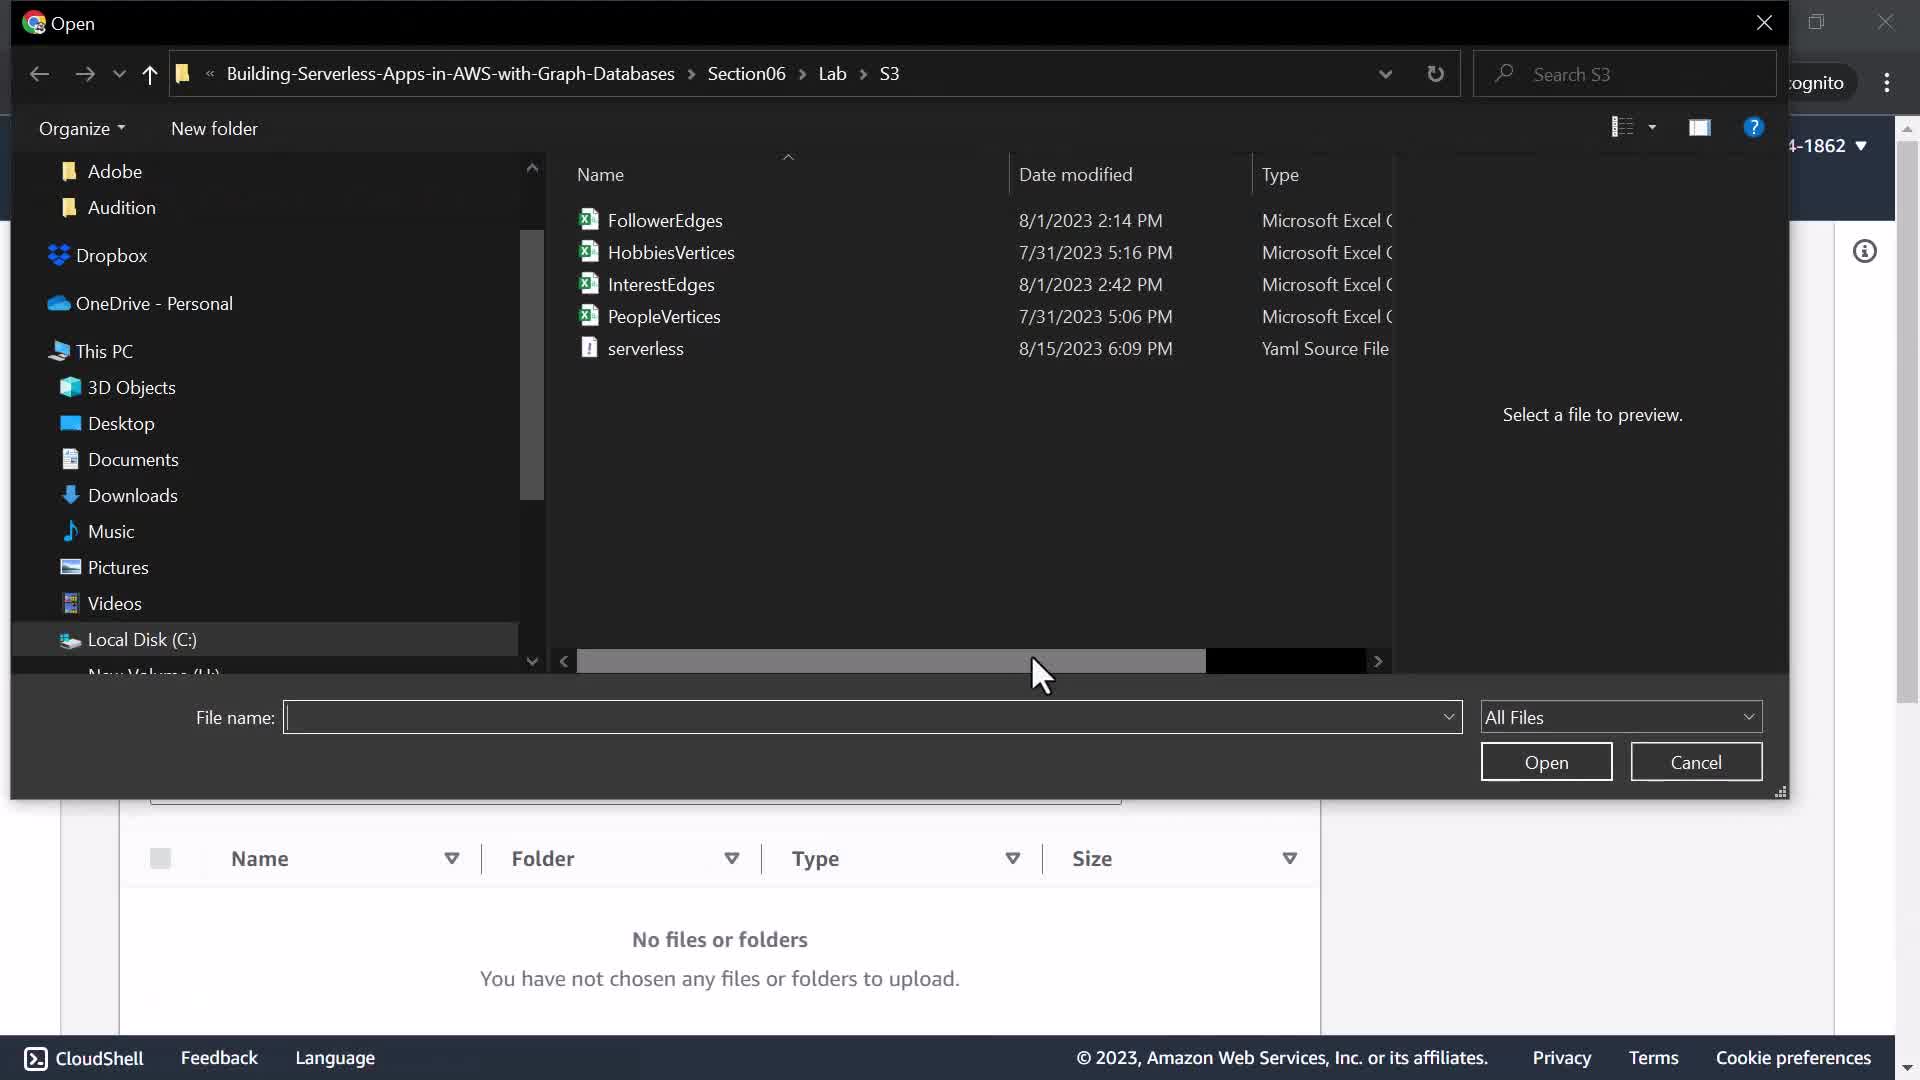 Open
« Building-Serverless-Apps-in-AWS-with-Graph-Databases > Section06 > Lab > S3
Search S3
ognito
Organize
New folder
4-1862
Adobe
Audition
Dropbox
OneDrive - Personal
This PC
3D Objects
Desktop
Documents
Downloads
Music
Pictures
Videos
Local Disk (C:)
Name Date modified Type
FollowerEdges 8/1/2023 2:14 PM Microsoft Excel C
HobbiesVertices 7/31/2023 5:16 PM Microsoft Excel C
InterestEdges 8/1/2023 2:42 PM Microsoft Excel C
PeopleVertices 7/31/2023 5:06 PM Microsoft Excel C
serverless 8/15/2023 6:09 PM Yaml Source File
Select a file to preview.
File name:
All Files
Open
Cancel
Name Folder Type Size
No files or folders
You have not chosen any files or folders to upload.
CloudShell Feedback Language © 2023, Amazon Web Services, Inc. or its affiliates. Privacy Terms Cookie preferences